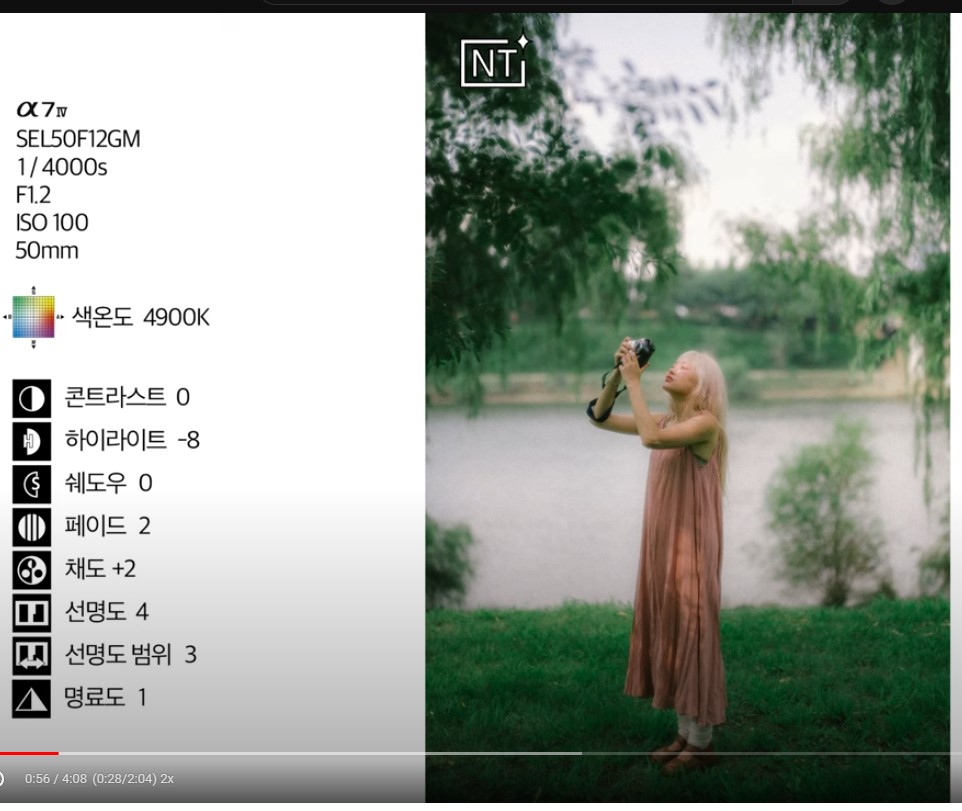 α7IV
SEL50F12GM
1/4000s
F1.2
ISO 100
50mm
색온도 4900K
콘트라스트 0
하이라이트 -8
쉐도우 0
페이드 2
채도 +2
선명도 4
선명도 범위 3
명료도 1
NT
0:56 / 4:08 (0:28/2:04) 2x